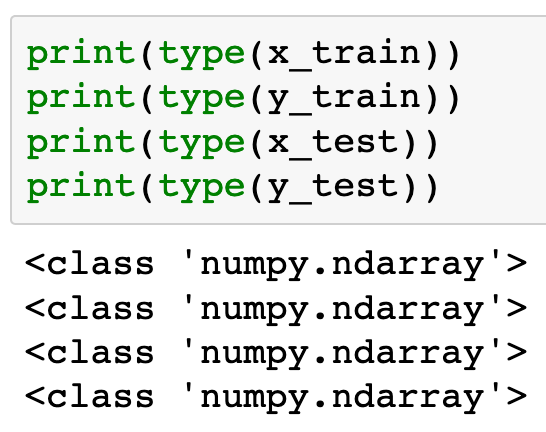 print(type(x_train))
print(type(y_train))
print(type(x_test))
print(type(y_test))
<class 'numpy.ndarray'>
<class 'numpy.ndarray'>
<class 'numpy.ndarray'>
<class 'numpy.ndarray'>